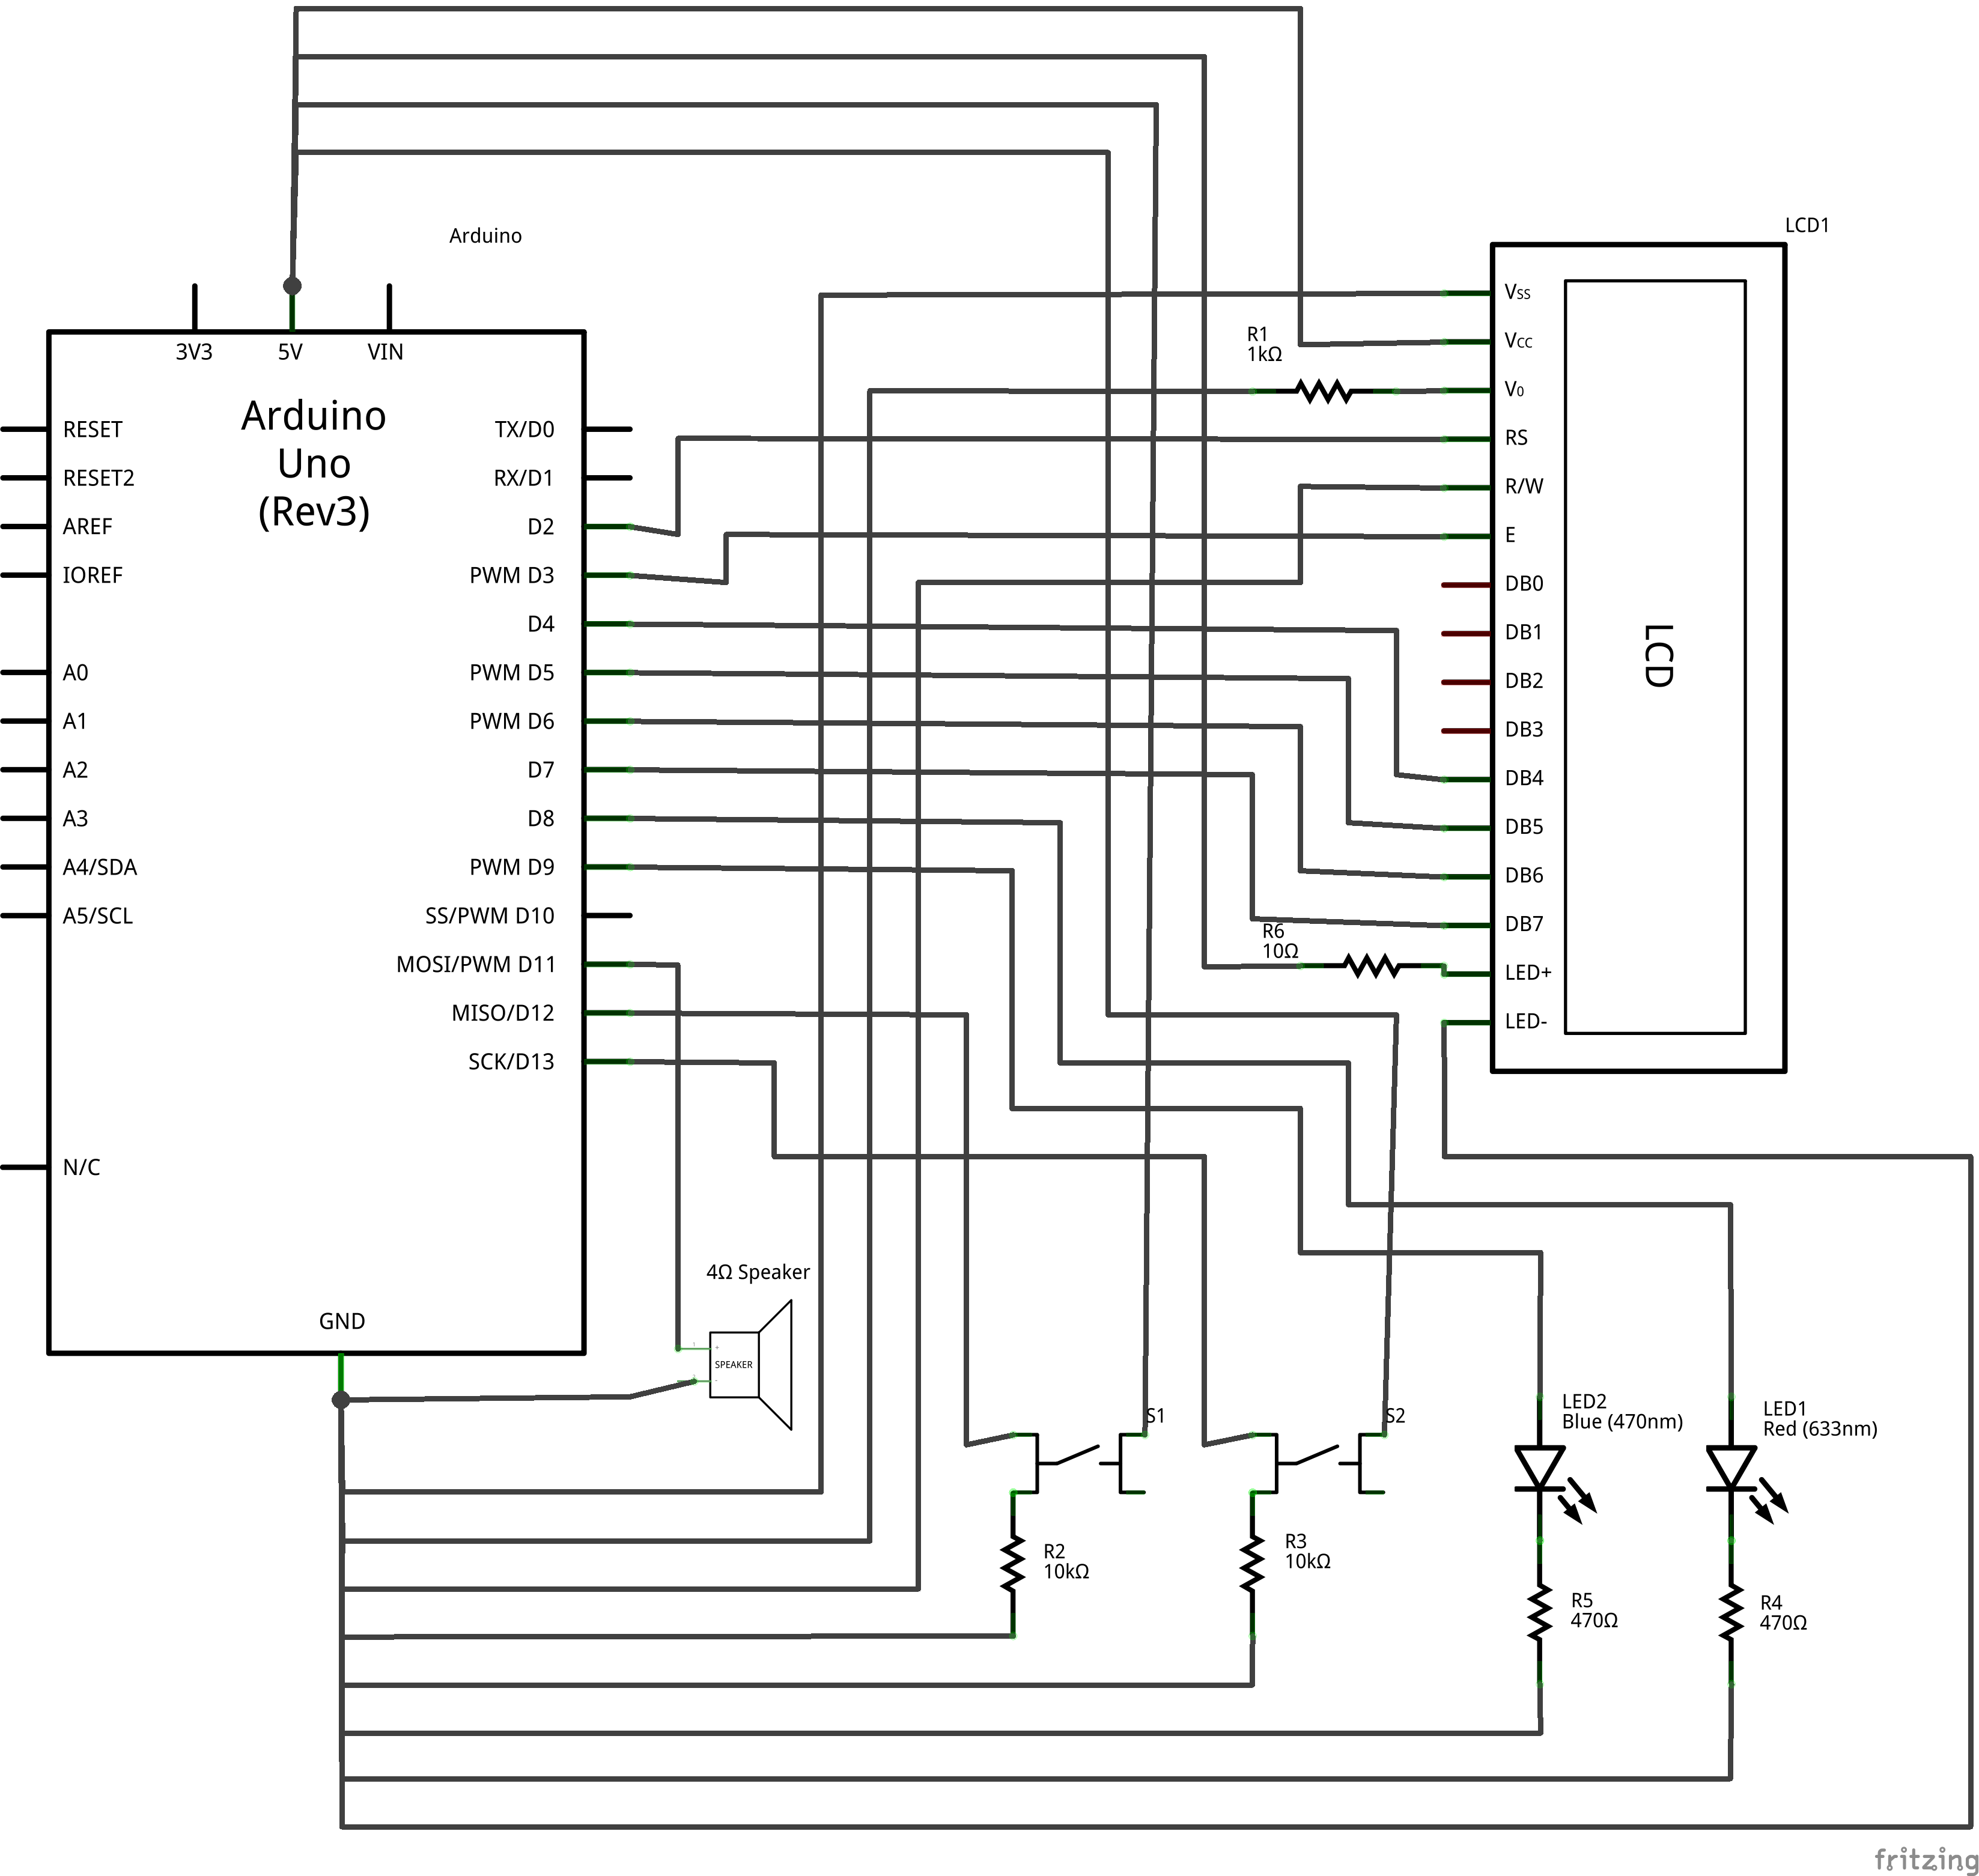 Arduino
LCD1
3V3
5V
VIN
Arduino
Uno
(Rev3)
RESET
RESET2
AREF
IOREF
A0
A1
A2
A3
A4/SDA
A5/SCL
N/C
TX/D0
RX/D1
D2
PWM D3
D4
PWM D5
PWM D6
D7
D8
PWM D9
SS/PWM D10
MOSI/PWM D11
MISO/D12
SCK/D13
GND
R1
1kΩ
VSS
VCC
V0
RS
R/W
E
DB0
DB1
DB2
DB3
DB4
DB5
DB6
DB7
LED+
LED-
LCD
R6
10Ω
4Ω Speaker
SPEAKER
+
-
S1
S2
R2
10kΩ
R3
10kΩ
LED2
Blue (470nm)
LED1
Red (633nm)
R5
470Ω
R4
470Ω
fritzing